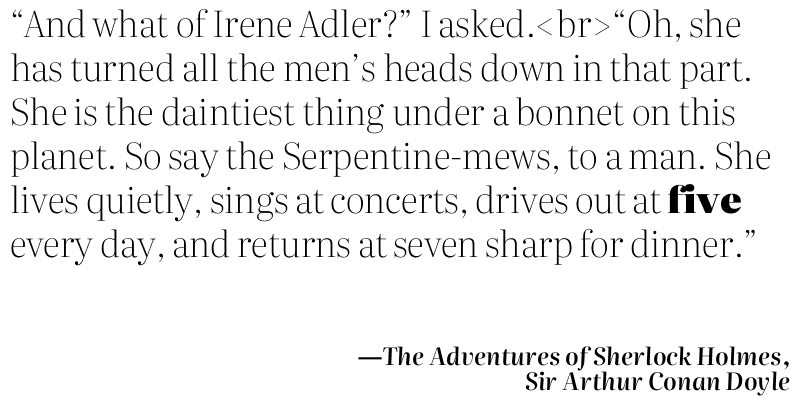 “And what of Irene Adler?” I asked.<br>“Oh, she
has turned all the men’s heads down in that part.
She is the daintiest thing under a bonnet on this
planet. So say the Serpentine-mews, to a man. She
lives quietly, sings at concerts, drives out at five
every day, and returns at seven sharp for dinner.”
—The Adventures of Sherlock Holmes,
Sir Arthur Conan Doyle